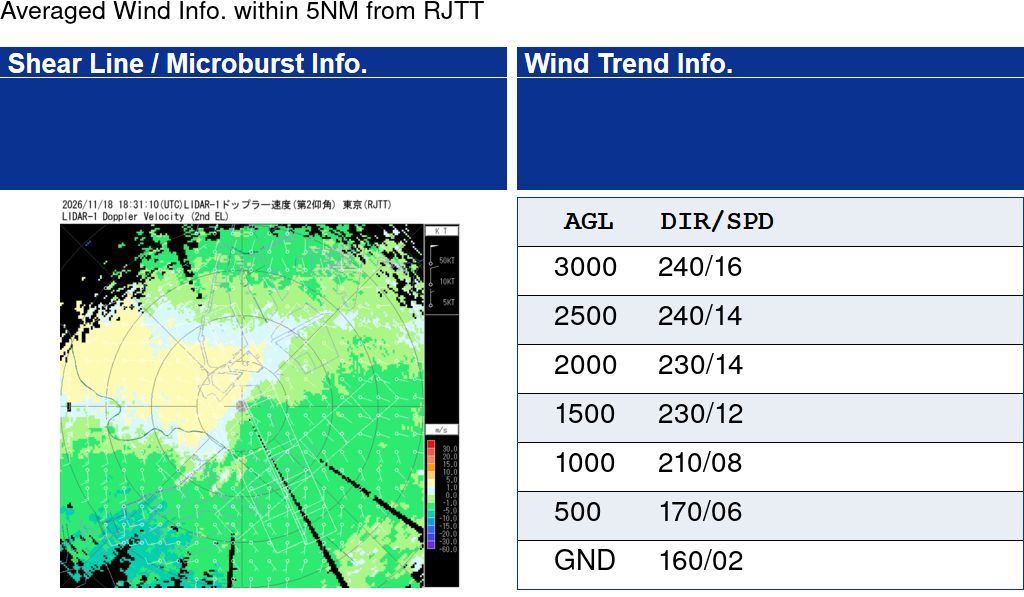 Averaged Wind Info. within 5NM from RJTT
Shear Line / Microburst Info.
Wind Trend Info.
2026/11/18 18:31:10(UTC)LIDAR-1ドップラー速度(第2仰角) 東京(RJTT)
LIDAR-1 Doppler Velocity (2nd EL)
K T
50KT
10KT
5KT
m/s
30.0
20.0
15.0
10.0
5.0
1.0
0.0
-1.0
-5.0
-10.0
-15.0
-20.0
-30.0
-60.0
AGL DIR/SPD
3000 240/16
2500 240/14
2000 230/14
1500 230/12
1000 210/08
500 170/06
GND 160/02